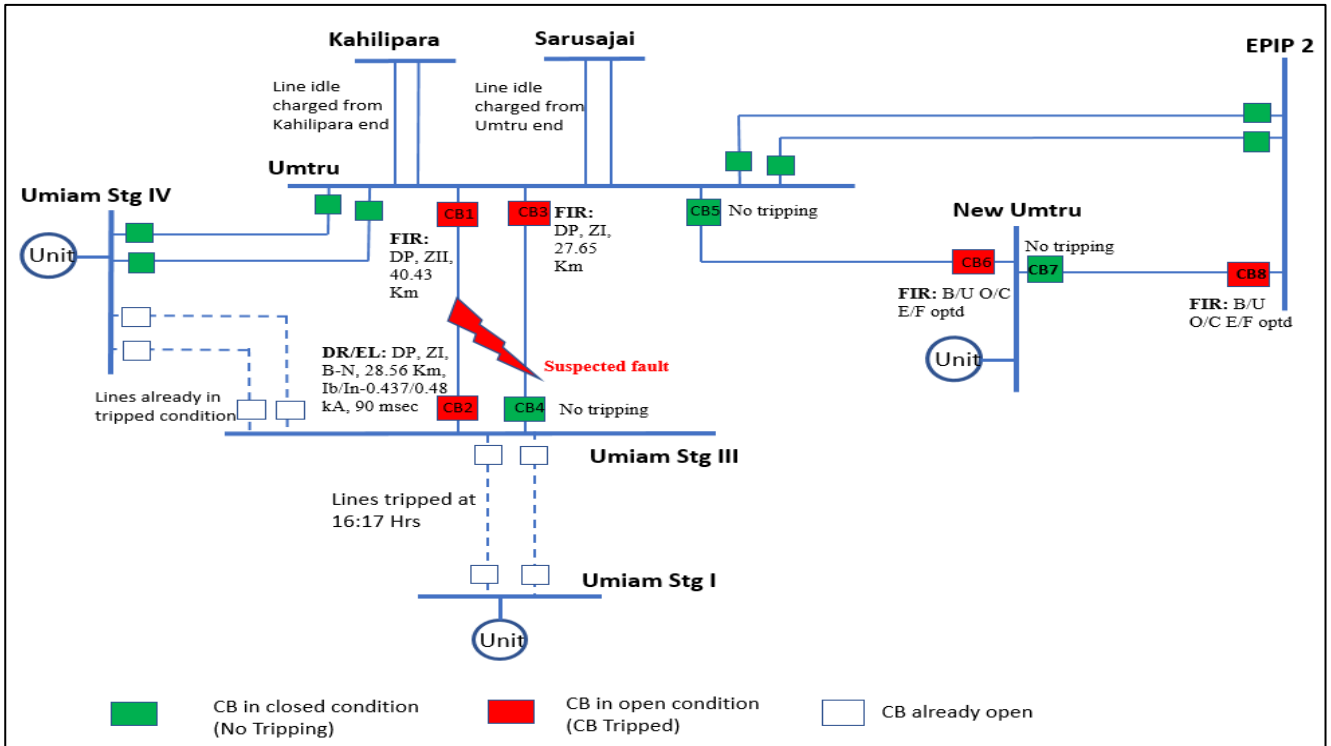 Kahilipara
Sarusajai
EPIP 2
Line idle
charged from
Kahilipara end
Line idle
charged from
Umtru end
Umtru
Umiam Stg IV
Unit
CB1
FIR:
DP, ZII,
40.43
Km
CB3
FIR:
DP, ZI,
27.65
Km
CB5
No tripping
New Umtru
No tripping
CB6
CB7
CB8
FIR: B/U O/C
E/F optd
FIR: B/U
O/C E/F optd
Unit
DR/EL: DP, ZI,
B-N, 28.56 Km,
Ib/In-0.437/0.48
kA, 90 msec
Suspected fault
CB2
CB4
No tripping
Lines already in
tripped condition
Umiam Stg III
Lines tripped at
16:17 Hrs
Umiam Stg I
Unit
CB in closed condition
(No Tripping)
CB in open condition
(CB Tripped)
CB already open